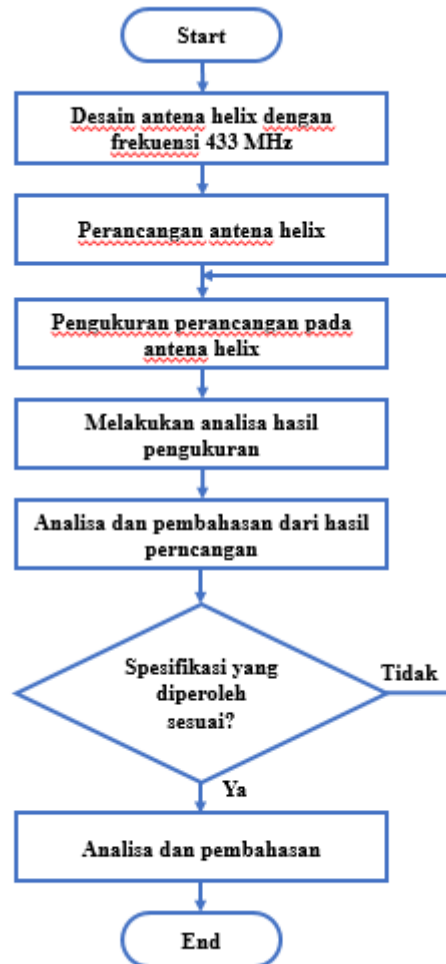 Start
Desain antena helix dengan
frekuensi 433 MHz
Perancangan antena helix
Pengukuran perancangan pada
antena helix
Melakukan analisa hasil
pengukuran
Analisa dan pembahasan dari hasil
perncangan
Spesifikasi yang
diperoleh
sesuai?
Tidak
Ya
Analisa dan pembahasan
End